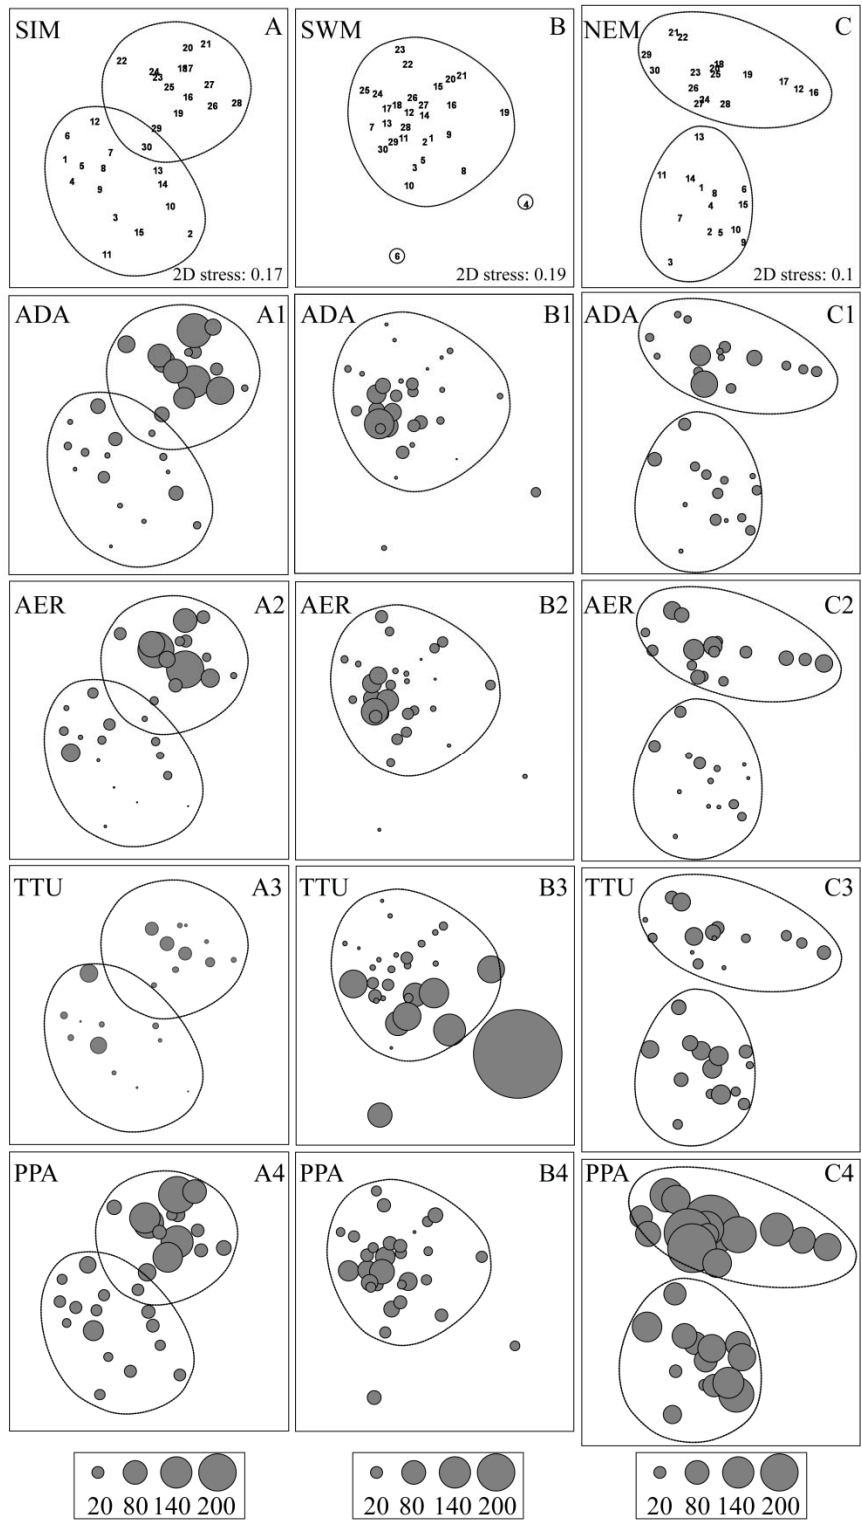 SIM A
20 21
22
24 18 17
23
25 27
16
26 28
19
12 29
6
30
7
1 5 8 13
4 14
9
10
3
15 2
11
2D stress: 0.17
SWM B
23
22
20 21
15
25 24
26
17 18 27 16
12 14 19
7 13 28
9
29 11 2 1
30
5
3 8
10
4
6
2D stress: 0.19
NEM C
21 22
29
18
30 23 20
25 19
17
26 12 16
27 24 28
13
11 14
1 8 6
4 15
7
2 5 10
9
3
2D stress: 0.1
ADA A1
ADA B1
ADA C1
AER A2
AER B2
AER C2
TTU A3
TTU B3
TTU C3
PPA A4
PPA B4
PPA C4
20 80 140 200
20 80 140 200
20 80 140 200